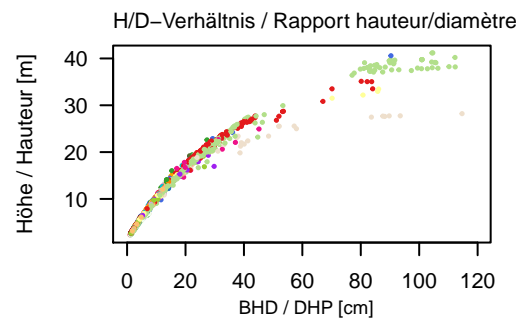 H/D−Verhältnis / Rapport hauteur/diamètre
Höhe / Hauteur [m]
40
30
20
10
0 20 40 60 80 100 120
BHD / DHP [cm]